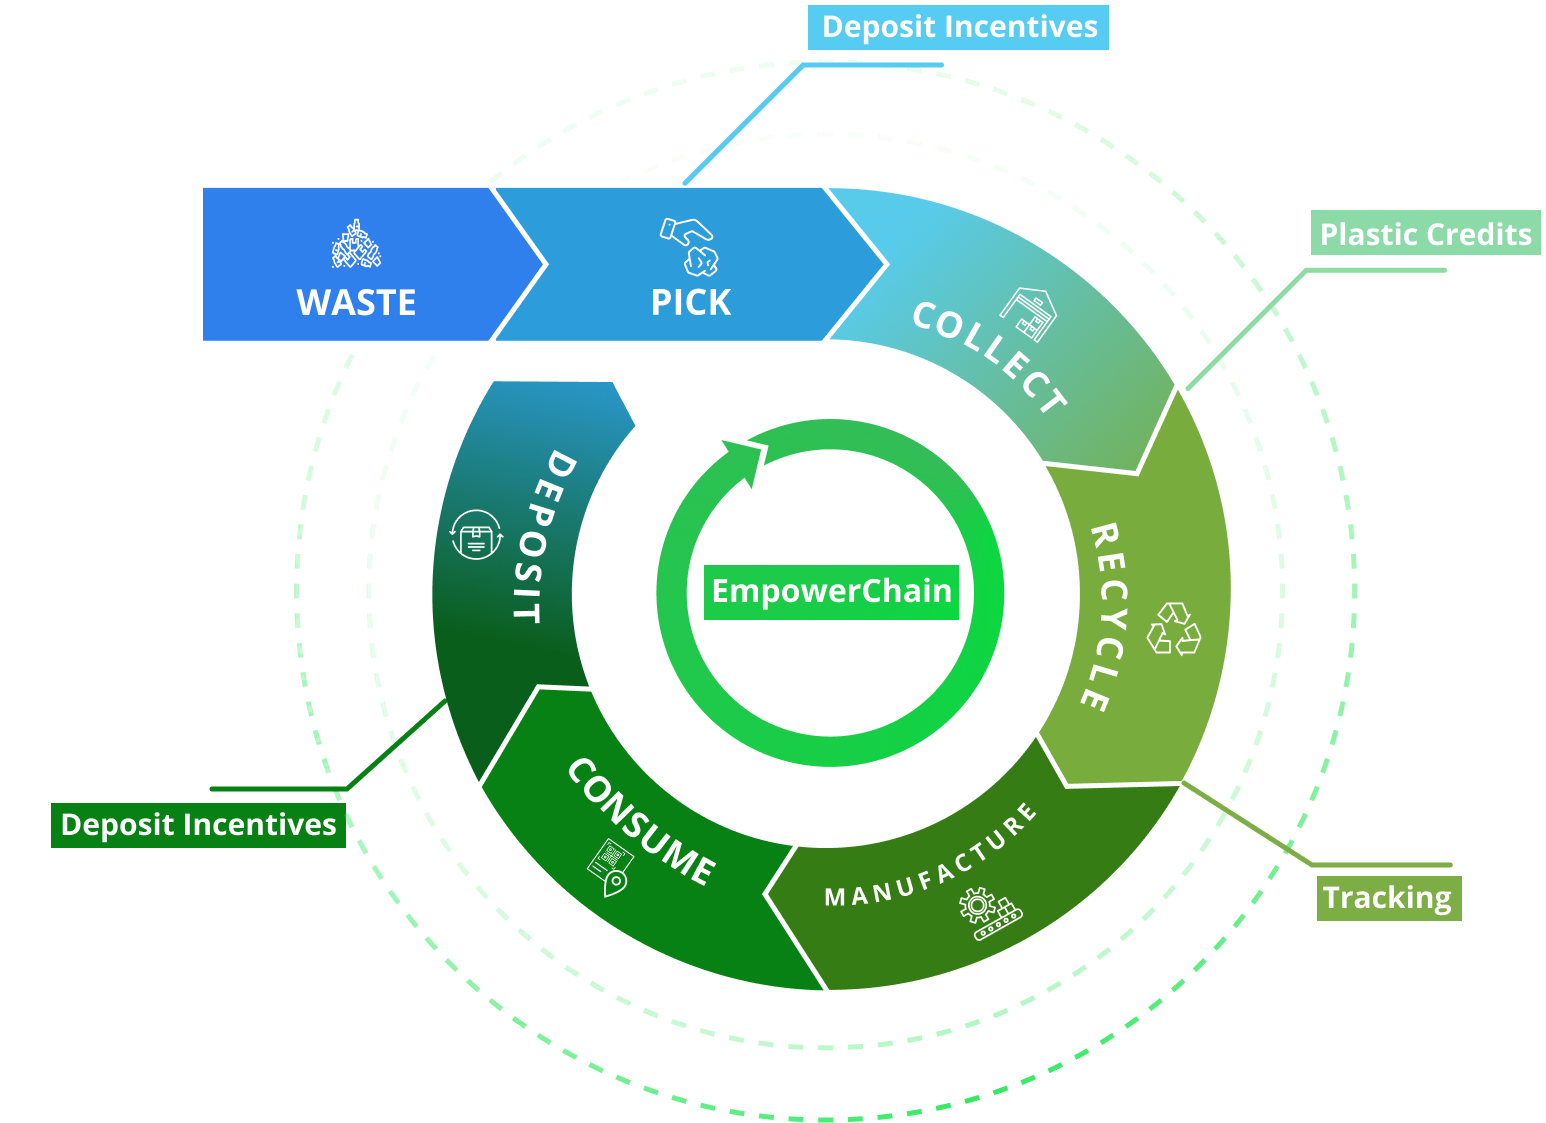 Deposit Incentives
Plastic Credits
WASTE
PICK
COLLECT
RECYCLE
DEPOSIT
EmpowerChain
CONSUME
MANUFACTURE
Deposit Incentives
Tracking